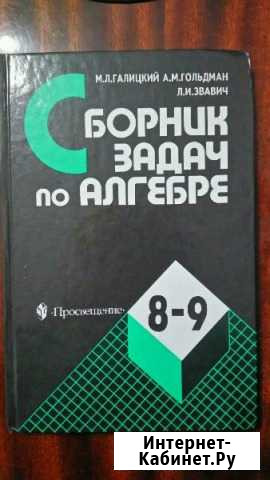 М.Л.ГАЛИЦКИЙ А.М.ГОЛЬДМАН
Л.И.ЗВАВИЧ
СБОРНИК
ЗАДАЧ
ПО АЛГЕБРЕ
«Просвещение»
8-9
Интернет-
Кабинет.Ру